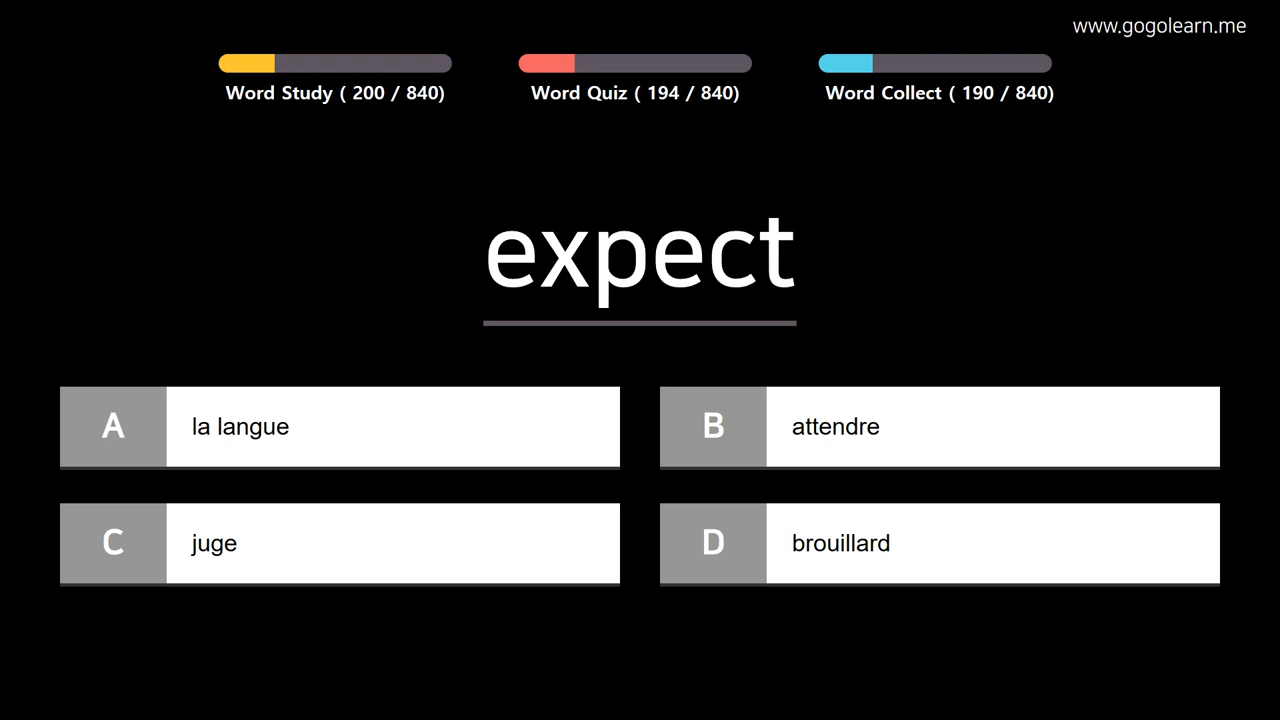 www.gogolearn.me
Word Study ( 200 / 840)
Word Quiz ( 194 / 840)
Word Collect ( 190 / 840)
expect
A la langue
B attendre
C juge
D brouillard